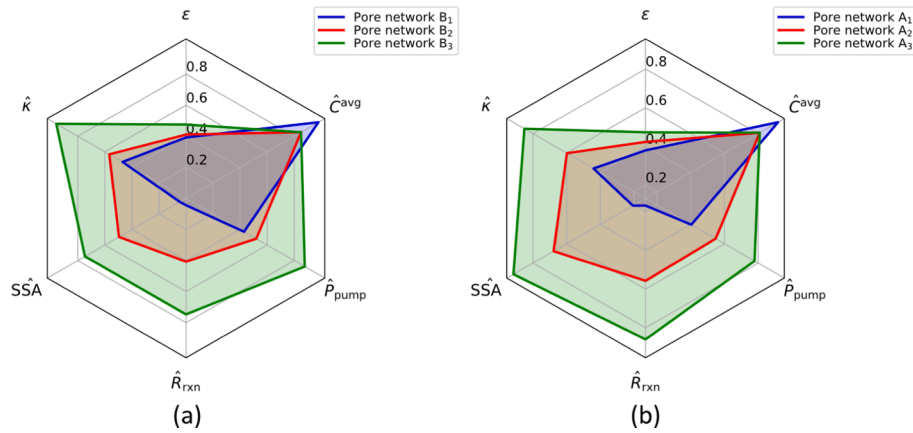 ε
Pore network B₁
Pore network B₂
Pore network B₃
0.8
0.6
0.4
0.2
κ̂
Ĉᵃᵛᵍ
SŜA
P̂ₚᵤₘₚ
R̂ᵣₓₙ
(a)
ε
Pore network A₁
Pore network A₂
Pore network A₃
0.8
0.6
0.4
0.2
κ̂
Ĉᵃᵛᵍ
SŜA
P̂ₚᵤₘₚ
R̂ᵣₓₙ
(b)